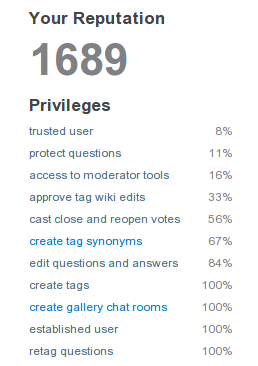 Your Reputation
1689
Privileges
trusted user 8%
protect questions 11%
access to moderator tools 16%
approve tag wiki edits 33%
cast close and reopen votes 56%
create tag synonyms 67%
edit questions and answers 84%
create tags 100%
create gallery chat rooms 100%
established user 100%
retag questions 100%